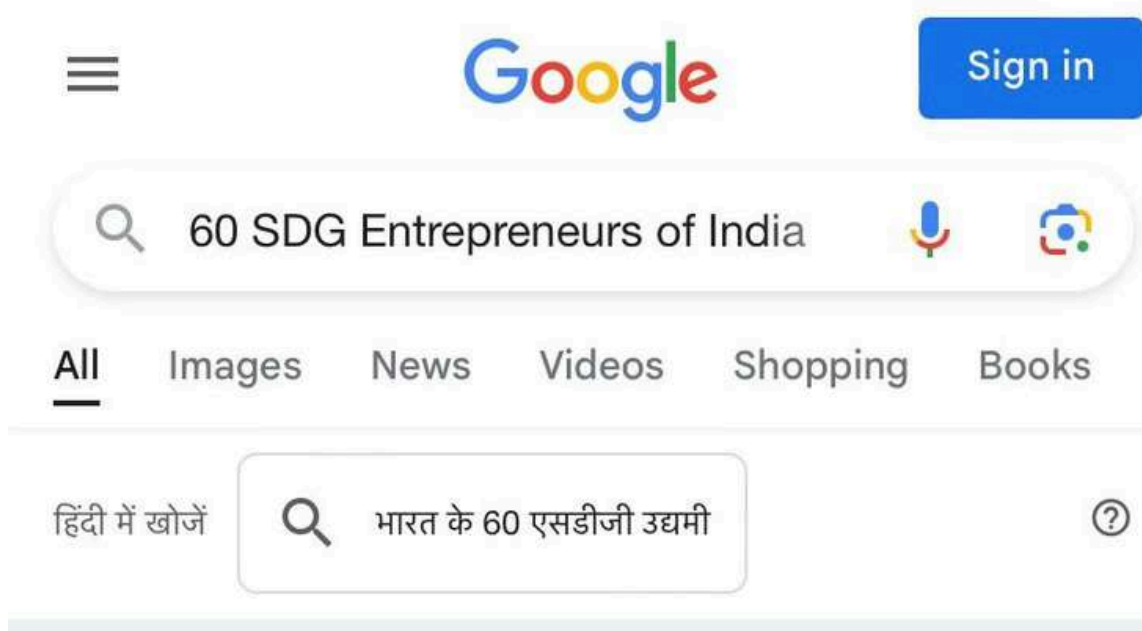 Google
Sign in
60 SDG Entrepreneurs of India
All Images News Videos Shopping Books
हिंदी में खोजें भारत के 60 एसडीजी उद्यमी